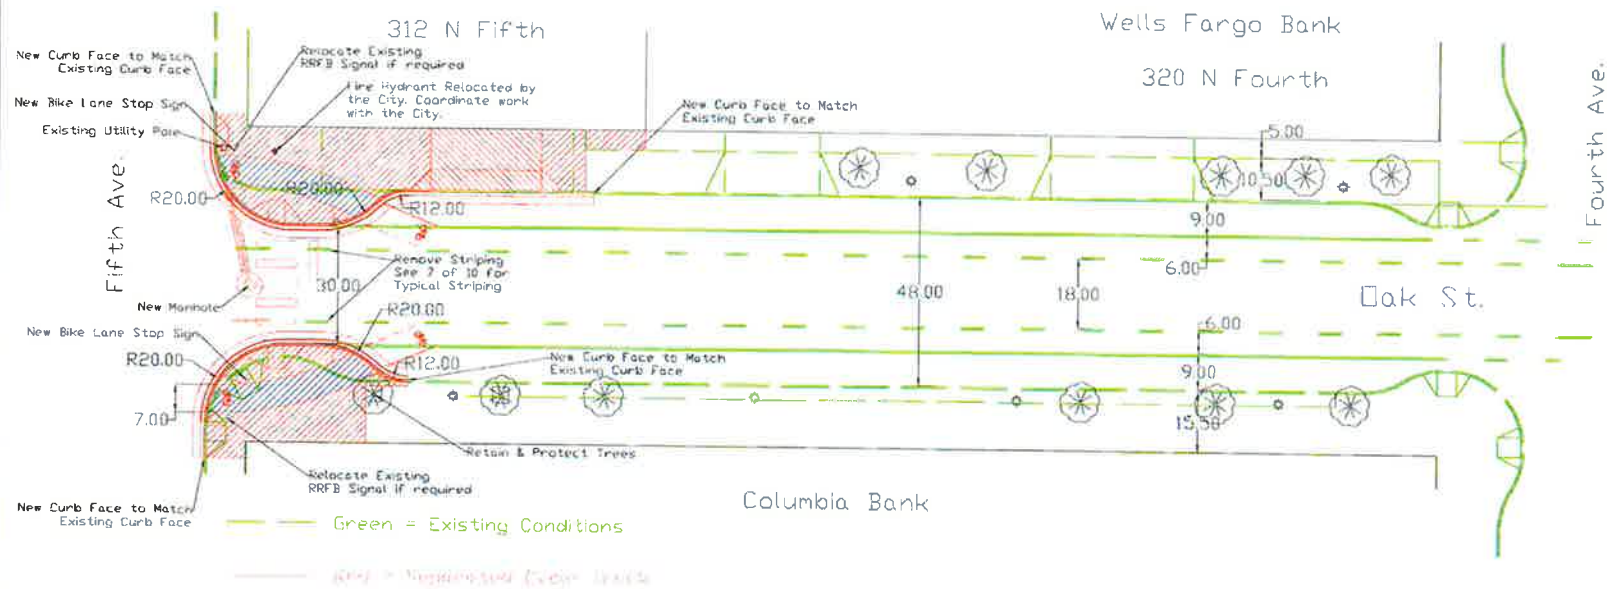 312 N Fifth
Wells Fargo Bank
320 N Fourth
New Curb Face to Match
Existing Curb Face
Relocate Existing
RRFB Signal if required
Fire Hydrant Relocated by
the City. Coordinate work
with the City.
New Bike Lane Stop Sign
Existing Utility Pole
New Curb Face to Match
Existing Curb Face
Fifth Ave.
Fourth Ave.
R20.00
R20.00
R12.00
5.00
10.50
9.00
6.00
Remove Striping
See 7 of 10 for
Typical Striping
30.00
48.00
18.00
Oak St.
New Manhole
New Bike Lane Stop Sign
R20.00
R20.00
R12.00
New Curb Face to Match
Existing Curb Face
6.00
9.00
15.50
7.00
Retain & Protect Trees
Relocate Existing
RRFB Signal if required
New Curb Face to Match
Existing Curb Face
Columbia Bank
Green = Existing Conditions
Red =